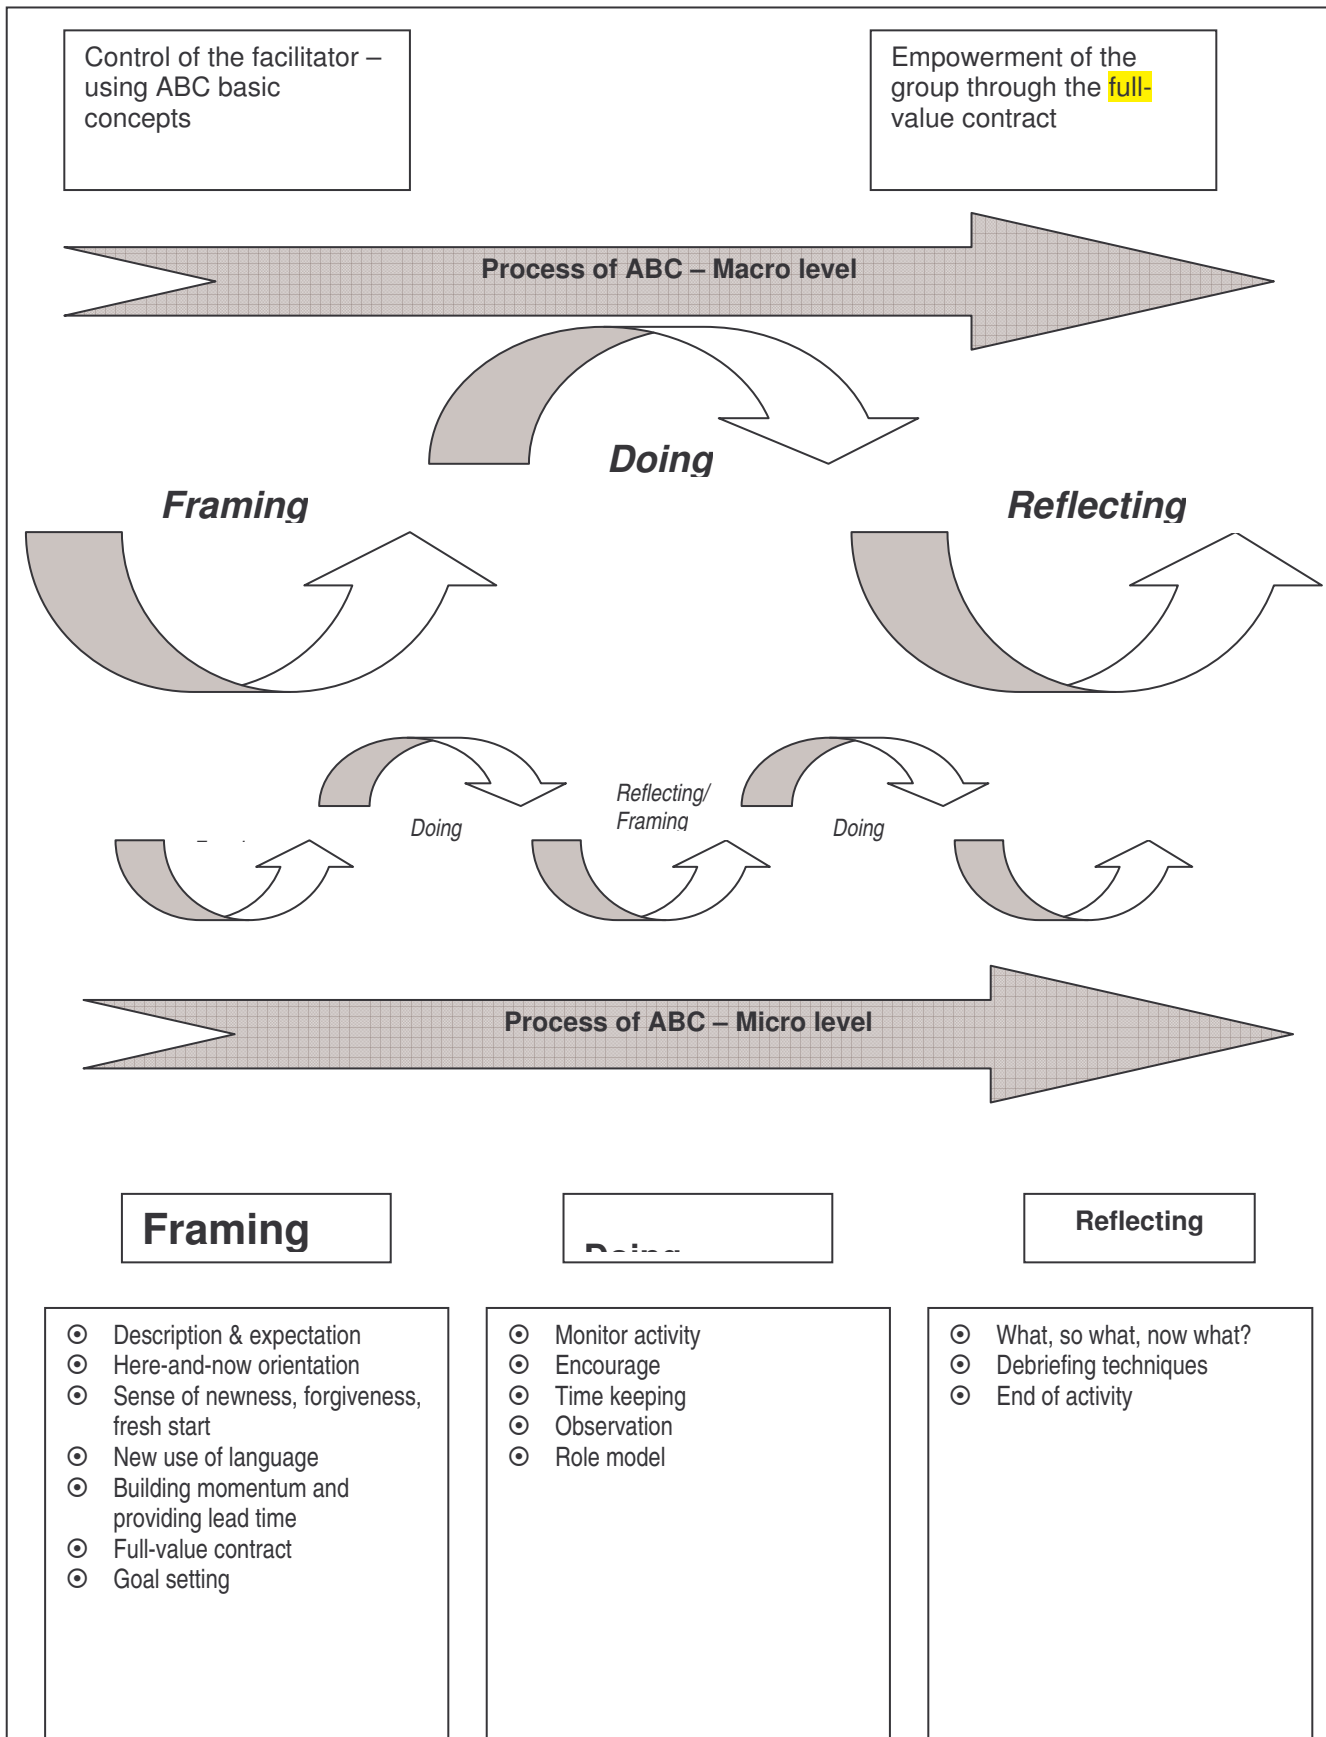 Control of the facilitator –
using ABC basic
concepts
Empowerment of the
group through the full-
value contract
Process of ABC – Macro level
Doing
Framing
Reflecting
Reflecting/
Framing
Doing
Doing
Process of ABC – Micro level
Framing
Doing
Reflecting
Description & expectation
Here-and-now orientation
Sense of newness, forgiveness,
fresh start
New use of language
Building momentum and
providing lead time
Full-value contract
Goal setting
Monitor activity
Encourage
Time keeping
Observation
Role model
What, so what, now what?
Debriefing techniques
End of activity